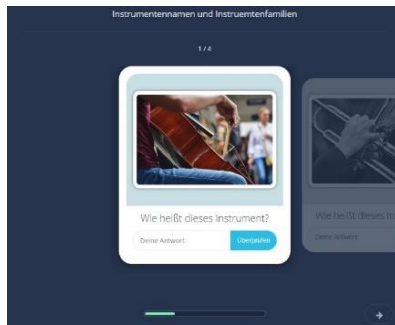 Instrumentennamen und Instruemtenfamilien
1 / 4
Wie heißt dieses Instrument?
Deine Antwort
Überprüfen
Wie heißt dieses In
Deine Antwort